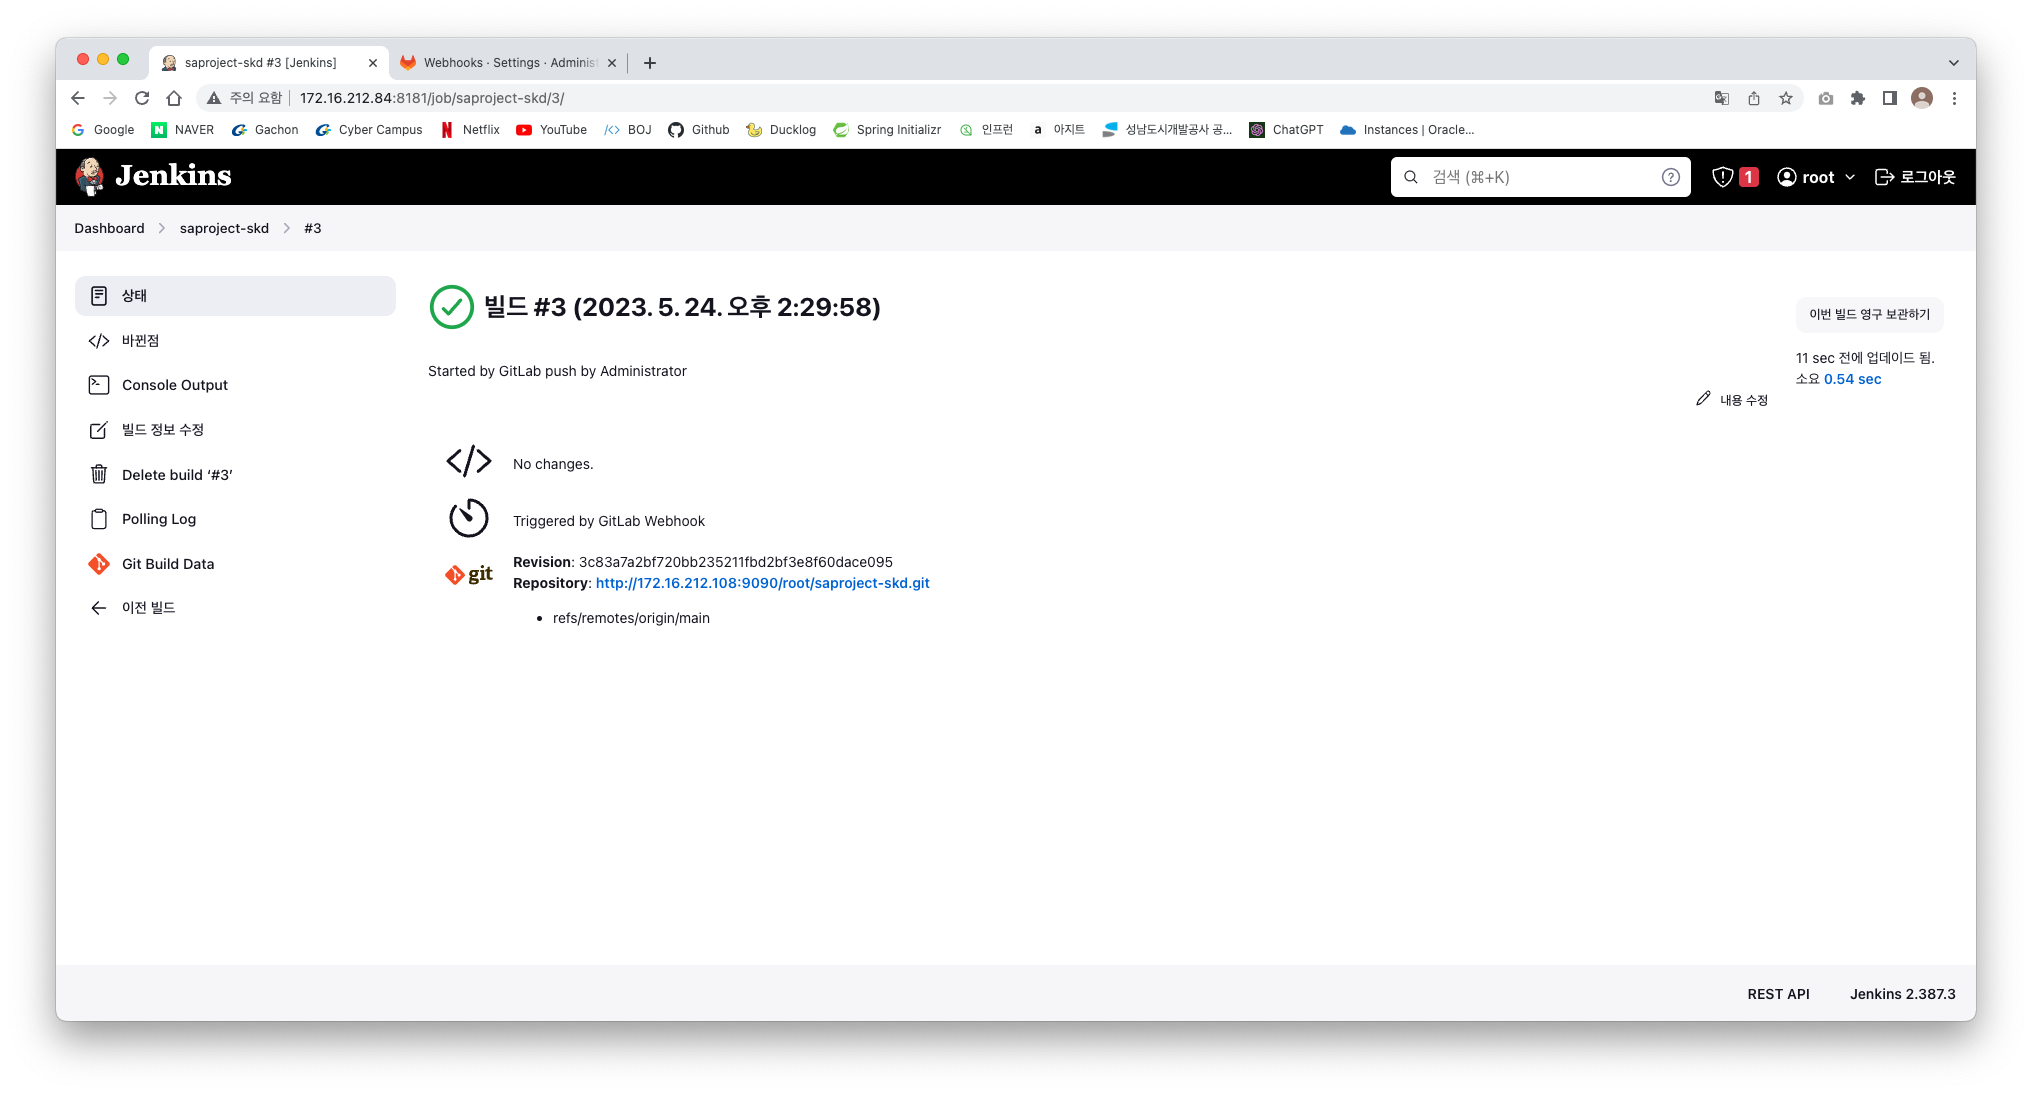 saproject-skd #3 [Jenkins]
Webhooks · Settings · Adminis
주의 요함
172.16.212.84:8181/job/saproject-skd/3/
Google
NAVER
Gachon
Cyber Campus
Netflix
YouTube
BOJ
Github
Ducklog
Spring Initializr
인프런
아지트
성남도시개발공사 공...
ChatGPT
Instances | Oracle...
Jenkins
검색 (⌘+K)
1
root
로그아웃
Dashboard
saproject-skd
#3
상태
바뀐점
Console Output
빌드 정보 수정
Delete build ‘#3’
Polling Log
Git Build Data
이전 빌드
빌드 #3 (2023. 5. 24. 오후 2:29:58)
이번 빌드 영구 보관하기
11 sec 전에 업데이드 됨.
소요 0.54 sec
Started by GitLab push by Administrator
내용 수정
No changes.
Triggered by GitLab Webhook
git
Revision: 3c83a7a2bf720bb235211fbd2bf3e8f60dace095
Repository: http://172.16.212.108:9090/root/saproject-skd.git
refs/remotes/origin/main
REST API
Jenkins 2.387.3